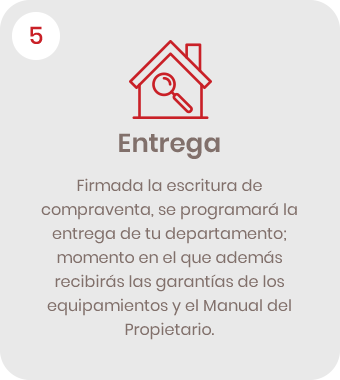 5
Entrega
Firmada la escritura de
compraventa, se programará la
entrega de tu departamento;
momento en el que además
recibirás las garantías de los
equipamientos y el Manual del
Propietario.